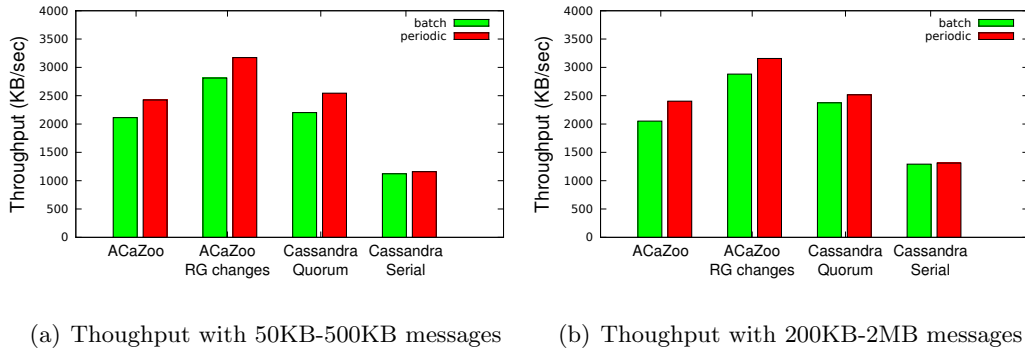 4000
3500
3000
2500
2000
1500
1000
500
0
Throughput (KB/sec)
batch
periodic
ACaZoo ACaZoo Cassandra Cassandra
RG changes Quorum Serial
(a) Thoughput with 50KB-500KB messages
4000
3500
3000
2500
2000
1500
1000
500
0
Throughput (KB/sec)
batch
periodic
ACaZoo ACaZoo Cassandra Cassandra
RG changes Quorum Serial
(b) Thoughput with 200KB-2MB messages